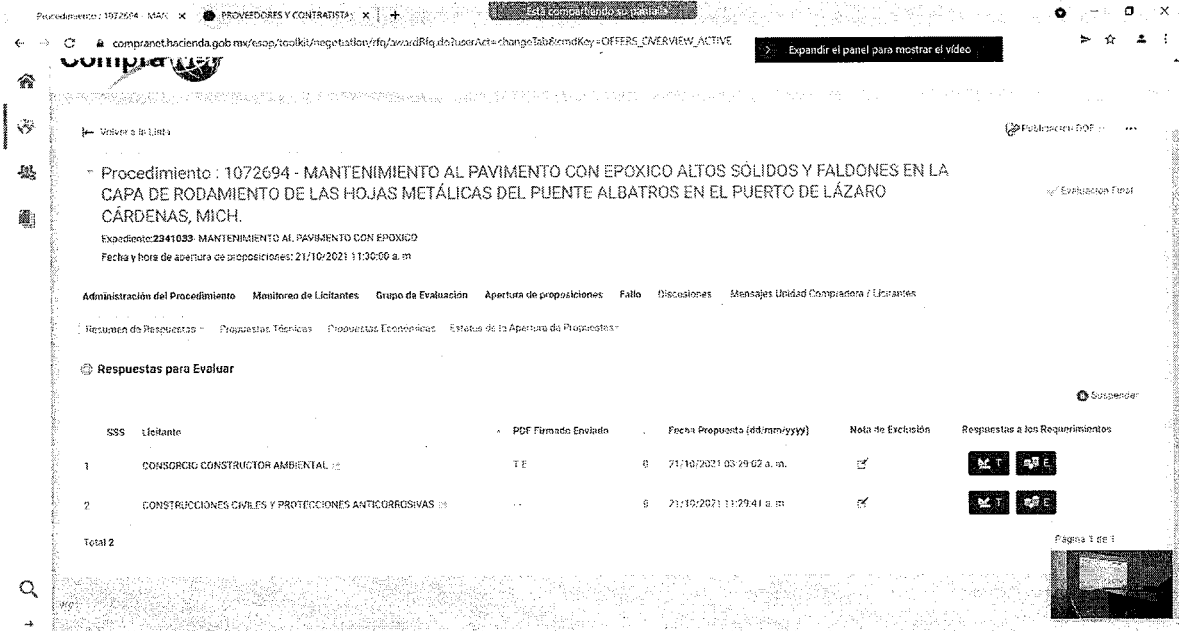 Procedimiento : 1072694 - MAN
PROVEEDORES Y CONTRATISTA
Está compartiendo su pantalla
compranet.hacienda.gob.mx/esop/toolkit/negotiation/rfq/awardRfq.do?userAct=changeTab&cmdKey=OFFERS_OVERVIEW_ACTIVE
Expandir el panel para mostrar el vídeo
Compra
Volver a la Lista
Publicación DOF
Procedimiento : 1072694 - MANTENIMIENTO AL PAVIMENTO CON EPOXICO ALTOS SÓLIDOS Y FALDONES EN LA
CAPA DE RODAMIENTO DE LAS HOJAS METÁLICAS DEL PUENTE ALBATROS EN EL PUERTO DE LÁZARO
CÁRDENAS, MICH.
Evaluación Final
Expediente:2341033- MANTENIMIENTO AL PAVIMENTO CON EPOXICO
Fecha y hora de apertura de proposiciones: 21/10/2021 11:30:00 a. m
Administración del Procedimiento Monitoreo de Licitantes Grupo de Evaluación Apertura de proposiciones Fallo Discusiones Mensajes Unidad Compradora / Licitantes
Resumen de Respuestas Propuestas Técnicas Propuestas Económicas Estatus de la Apertura de Propuestas
Respuestas para Evaluar
Suspender
SSS Licitante PDF Firmado Enviado Fecha Propuesta (dd/mm/yyyy) Nota de Exclusión Respuestas a los Requerimientos
1 CONSORCIO CONSTRUCTOR AMBIENTAL T E 0 21/10/2021 03:29:02 a. m. T E
2 CONSTRUCCIONES CIVILES Y PROTECCIONES ANTICORROSIVAS - - 0 21/10/2021 11:29:41 a. m T E
Total 2
Página 1 de 1